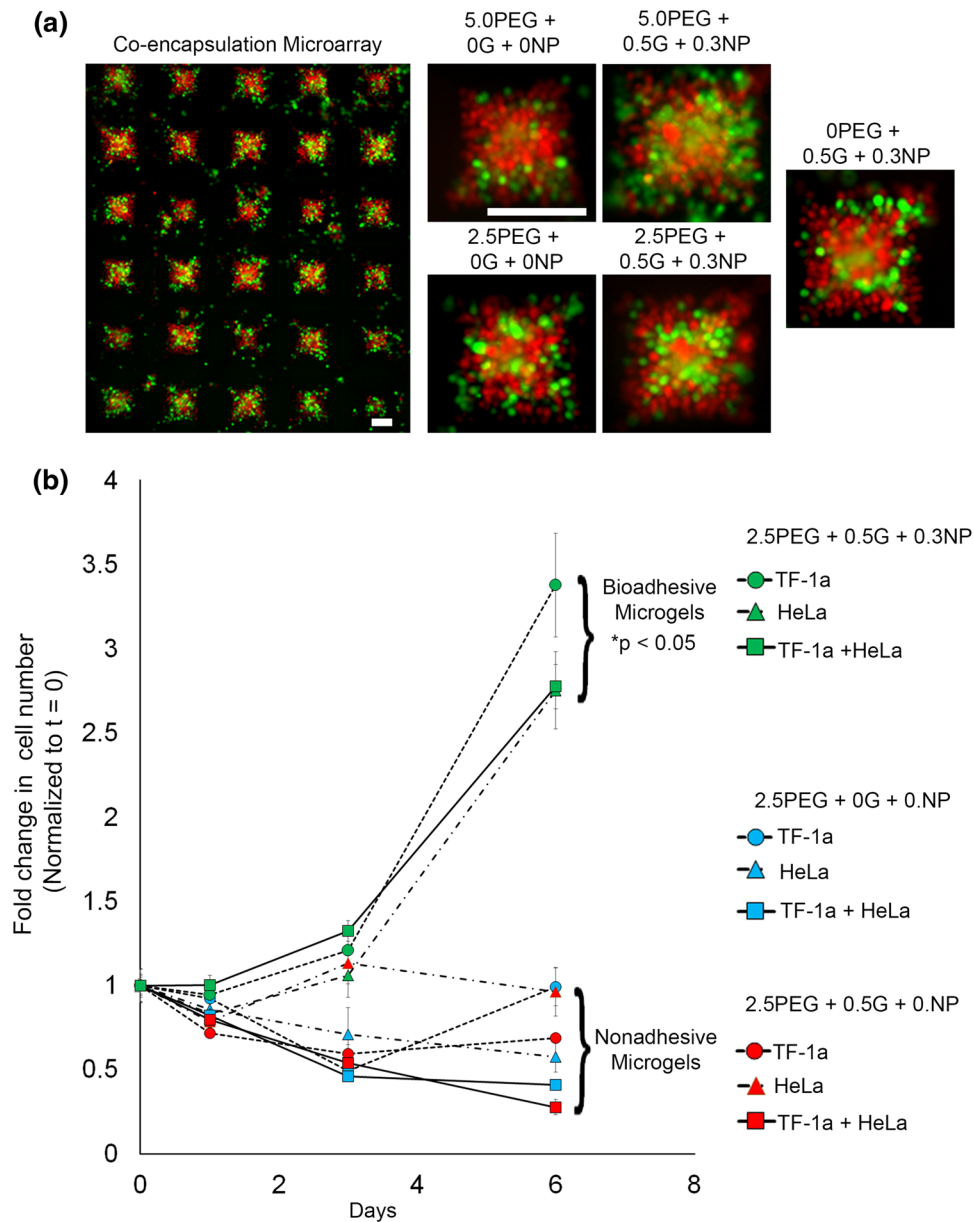 (a)
Co-encapsulation Microarray
5.0PEG +
0G + 0NP
5.0PEG +
0.5G + 0.3NP
0PEG +
0.5G + 0.3NP
2.5PEG +
0G + 0NP
2.5PEG +
0.5G + 0.3NP
(b)
Fold change in cell number
(Normalized to t = 0)
4
3.5
3
2.5
2
1.5
1
0.5
0
0
2
4
6
8
Days
Bioadhesive
Microgels
*p < 0.05
Nonadhesive
Microgels
2.5PEG + 0.5G + 0.3NP
TF-1a
HeLa
TF-1a +HeLa
2.5PEG + 0G + 0.NP
TF-1a
HeLa
TF-1a + HeLa
2.5PEG + 0.5G + 0.NP
TF-1a
HeLa
TF-1a + HeLa